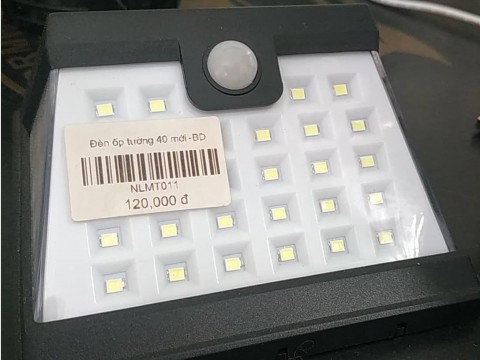 Đèn ốp tường 40 mới -BD
NLMT011
120,000 đ